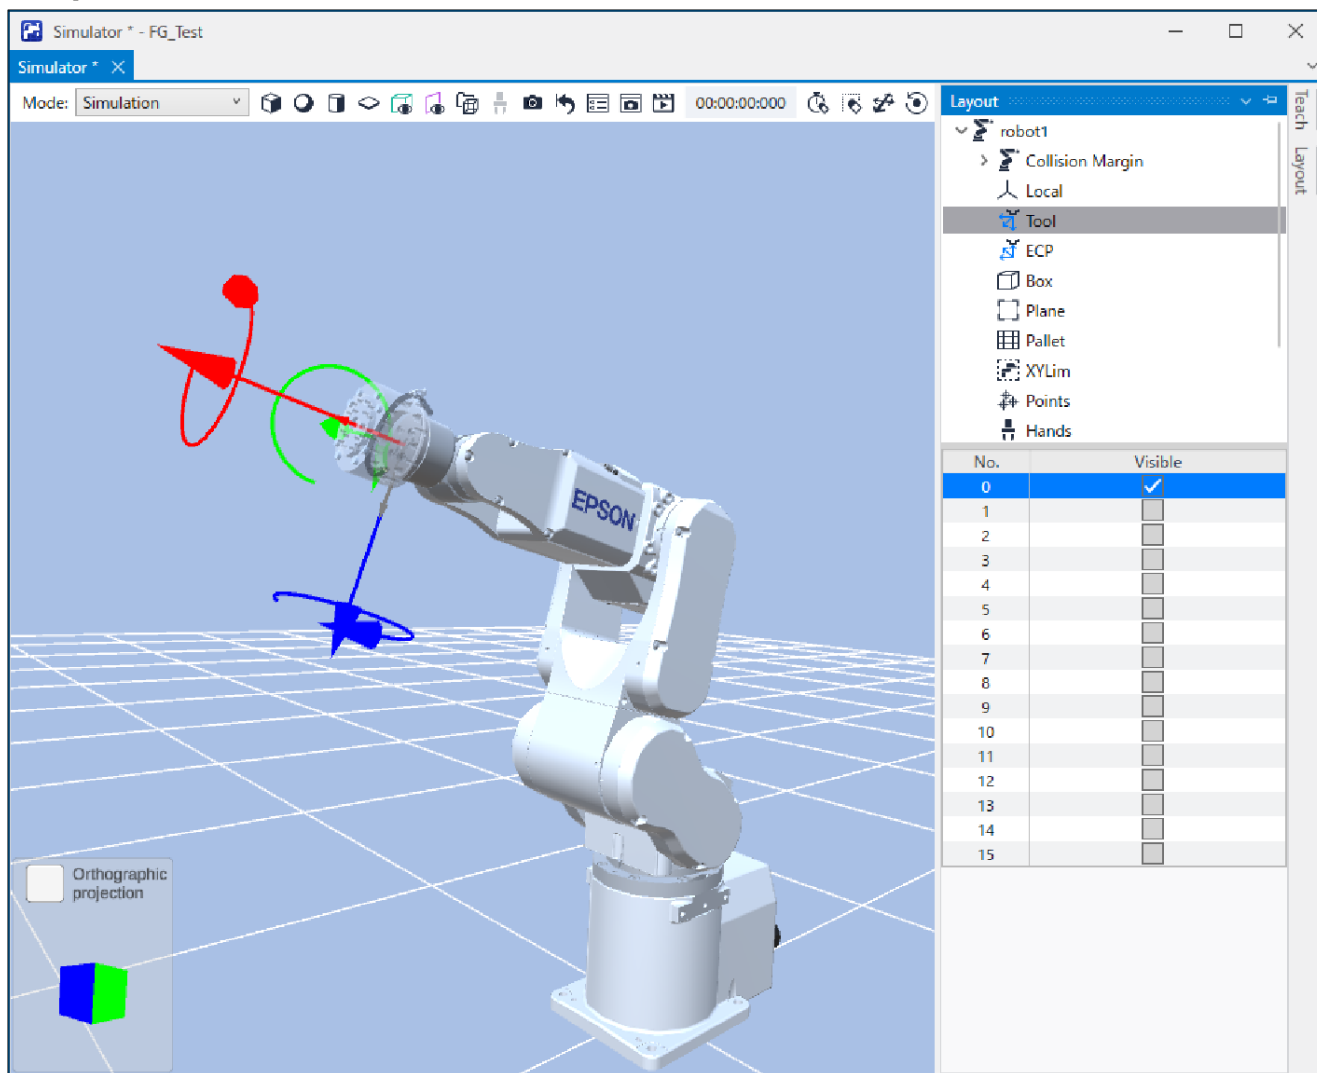 Simulator * - FG_Test
Simulator *
Mode: Simulation 00:00:00:000
Layout
Teach
Layout
robot1
Collision Margin
Local
Tool
ECP
Box
Plane
Pallet
XYLim
Points
Hands
No. Visible
0
1
2
3
4
5
6
7
8
9
10
11
12
13
14
15
EPSON
Orthographic
projection